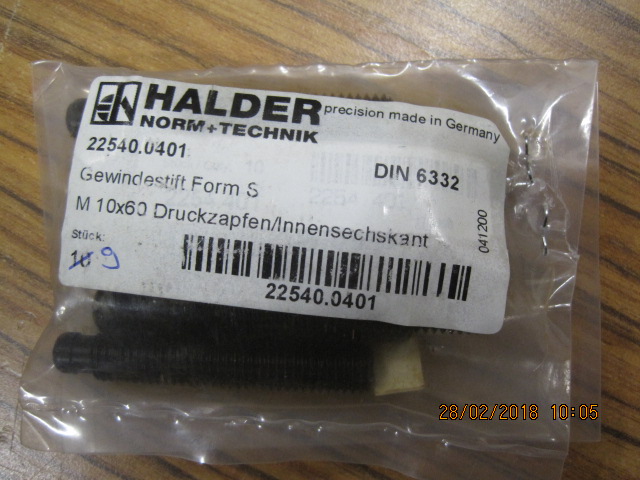 HALDER precision made in Germany
NORM+TECHNIK
22540.0401 DIN 6332
Gewindestift Form S
M 10x60 Druckzapfen/Innensechskant
Stück:
10 9
22540.0401
041200
28/02/2018 10:05